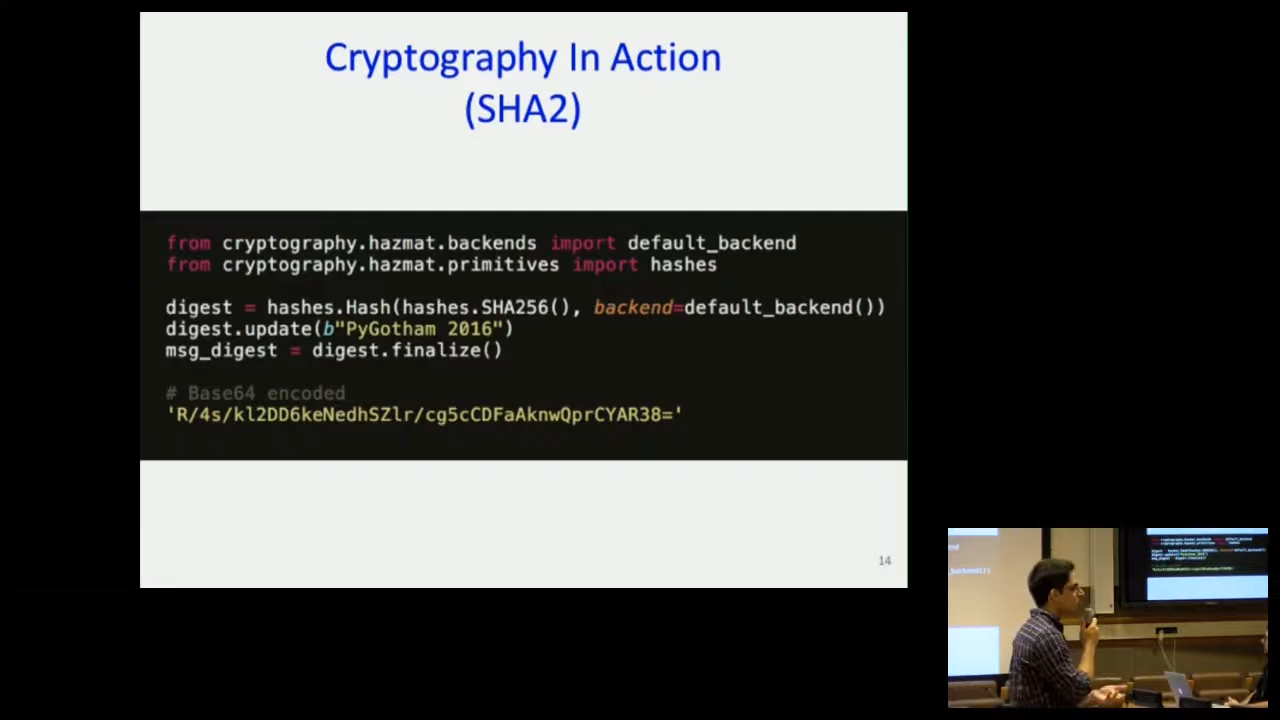 Cryptography In Action
(SHA2)
from cryptography.hazmat.backends import default_backend
from cryptography.hazmat.primitives import hashes
digest = hashes.Hash(hashes.SHA256(), backend=default_backend())
digest.update(b"PyGotham 2016")
msg_digest = digest.finalize()
# Base64 encoded
'R/4s/kl2DD6keNedhSZlr/cg5cCDFaAknwQprCYAR38='
14